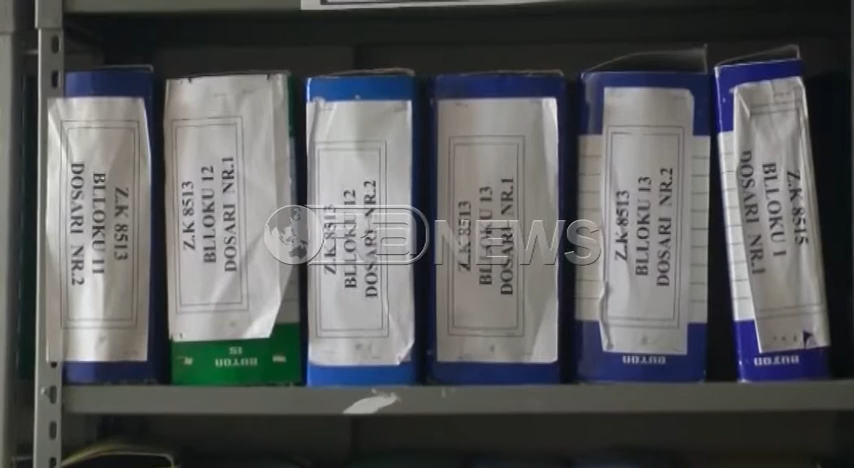 Z.K 8513
BLLOKU 11
DOSARI NR.2
Z.K 8513
BLLOKU 12
DOSARI NR.1
BUTON
Z.K 8513
BLLOKU 12
DOSARI NR.2
Z.K 8513
BLLOKU 13
DOSARI NR.1
Z.K 8513
BLLOKU 13
DOSARI NR.2
BUTON
Z.K 8515
BLLOKU 1
DOSARI NR.1
BUTON
NEWS